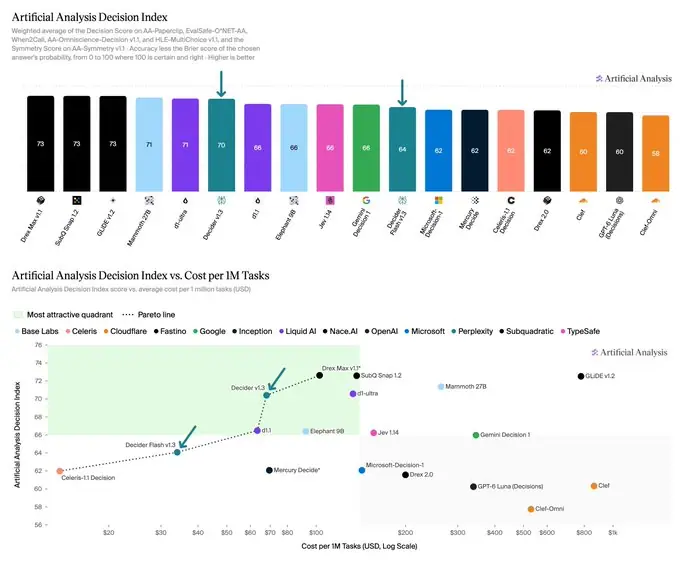 Artificial Analysis Decision Index
Weighted average of the Decision Score on AA-Paperclip, EvalSafe-O*NET-AA,
When2Call, AA-Omniscience-Decision v1.1, and HLE-MultiChoice v1.1, and
the Symmetry Score on AA-Symmetry v1.1 · Accuracy less the Brier score of the chosen
answer's probability, from 0 to 100 where 100 is certain and right · Higher is better
Artificial Analysis
73 73 73 71 71 70 66 66 66 66 64 62 62 62 62 60 60 58
Drex Max v1.1
SubQ Snap 1.2
GLiDE v1.2
Mammoth 27B
d1-ultra
Decider v1.3
d1.1
Elephant 9B
Jev 1.14
Gemini Decision 1
Decider Flash v1.3
Microsoft-Decision-1
Mercury Decide
Celeris-1.1 Decision
Drex 2.0
Clef
GPT-6 Luna (Decisions)
Clef-Omni
Artificial Analysis Decision Index vs. Cost per 1M Tasks
Artificial Analysis Decision Index score vs. average cost per 1 million tasks (USD)
Most attractive quadrant Pareto line
Base Labs Celeris Cloudflare Fastino Google Inception Liquid AI Nace.AI OpenAI Microsoft Perplexity Subquadratic TypeSafe
Artificial Analysis
Artificial Analysis Decision Index
76
74
72
70
68
66
64
62
60
58
56
Drex Max v1.1*
SubQ Snap 1.2
GLiDE v1.2
Decider v1.3
d1-ultra
Mammoth 27B
d1.1
Elephant 9B
Jev 1.14
Gemini Decision 1
Decider Flash v1.3
Celeris-1.1 Decision
Mercury Decide*
Microsoft-Decision-1
Drex 2.0
GPT-6 Luna (Decisions)
Clef
Clef-Omni
$20 $30 $40 $50 $60 $70 $80 $100 $200 $300 $400 $600 $800 $1k
Cost per 1M Tasks (USD, Log Scale)